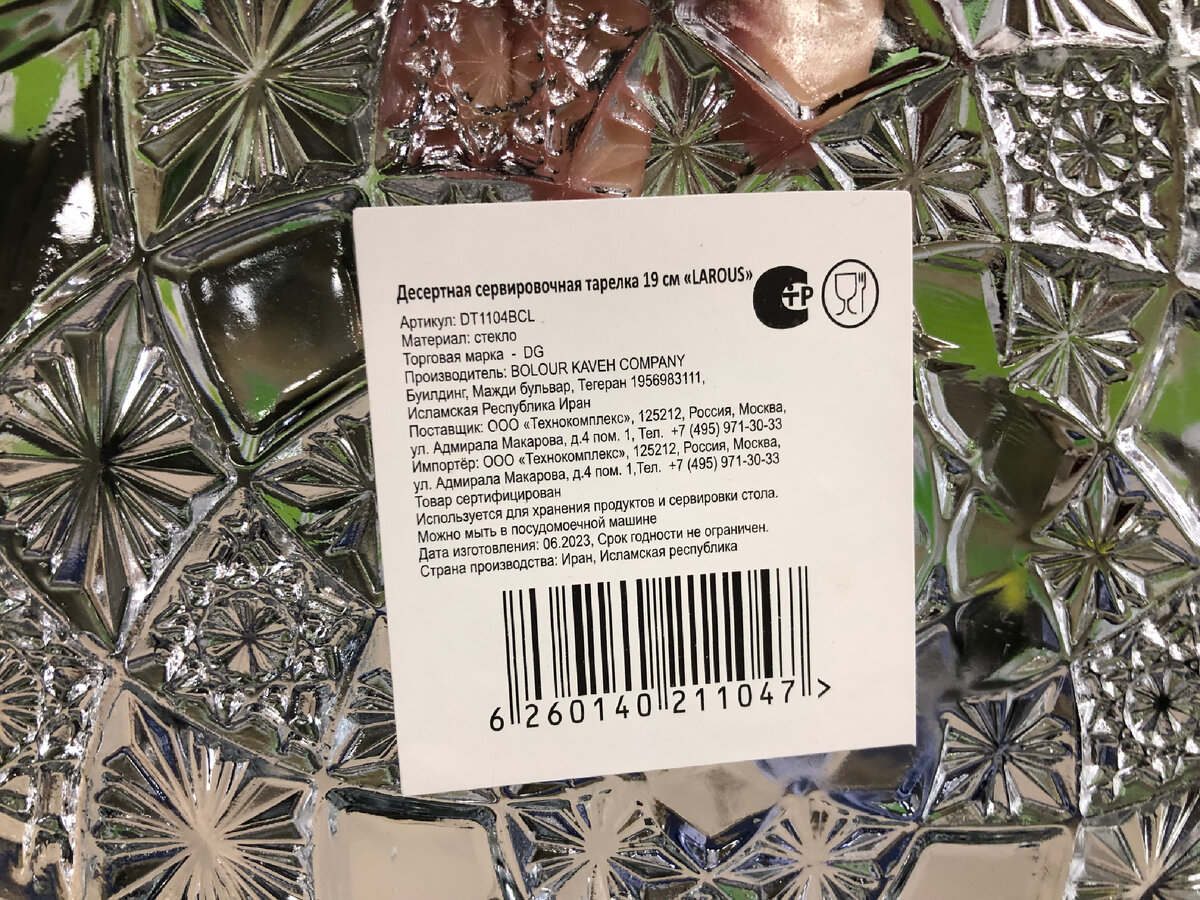 Десертная сервировочная тарелка 19 см «LAROUS»
Артикул: DT1104BCL
Материал: стекло
Торговая марка - DG
Производитель: BOLOUR KAVEH COMPANY
Буилдинг, Мажди бульвар, Тегеран 1956983111,
Исламская Республика Иран
Поставщик: ООО «Технокомплекс», 125212, Россия, Москва,
ул. Адмирала Макарова, д.4 пом. 1, Тел. +7 (495) 971-30-33
Импортёр: ООО «Технокомплекс», 125212, Россия, Москва,
ул. Адмирала Макарова, д.4 пом. 1,Тел. +7 (495) 971-30-33
Товар сертифицирован
Используется для хранения продуктов и сервировки стола.
Можно мыть в посудомоечной машине
Дата изготовления: 06.2023, Срок годности не ограничен.
Страна производства: Иран, Исламская республика
6 260140 211047 >